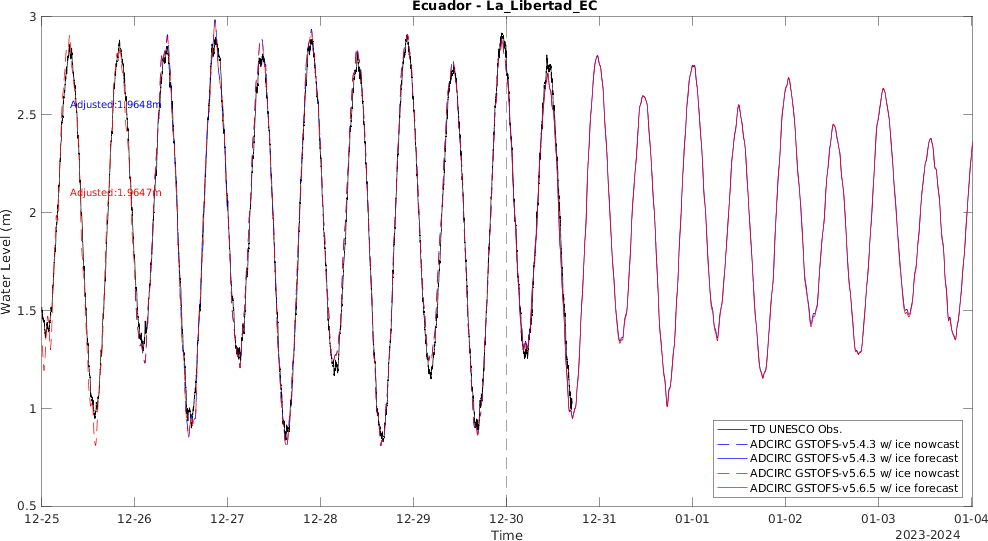 Ecuador - La_Libertad_EC
3
2.5
2
1.5
1
0.5
Water Level (m)
Adjusted:1.9648m
Adjusted:1.9647m
TD UNESCO Obs.
ADCIRC GSTOFS-v5.4.3 w/ ice nowcast
ADCIRC GSTOFS-v5.4.3 w/ ice forecast
ADCIRC GSTOFS-v5.6.5 w/ ice nowcast
ADCIRC GSTOFS-v5.6.5 w/ ice forecast
12-25 12-26 12-27 12-28 12-29 12-30 12-31 01-01 01-02 01-03 01-04
Time
2023-2024